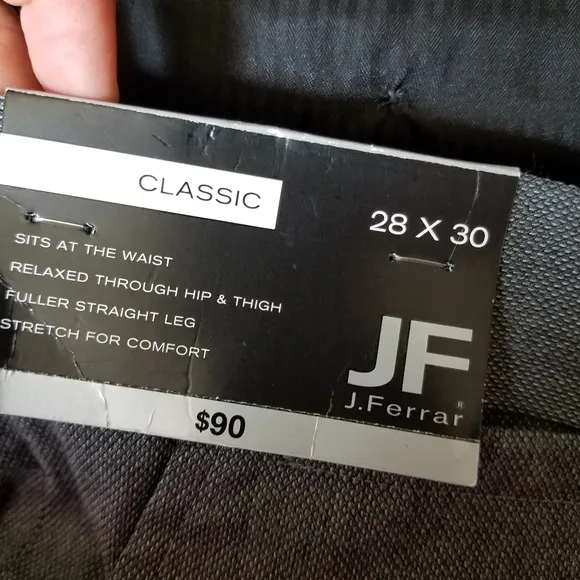 CLASSIC
28 X 30
SITS AT THE WAIST
RELAXED THROUGH HIP & THIGH
FULLER STRAIGHT LEG
STRETCH FOR COMFORT
JF
J.Ferrar®
$90